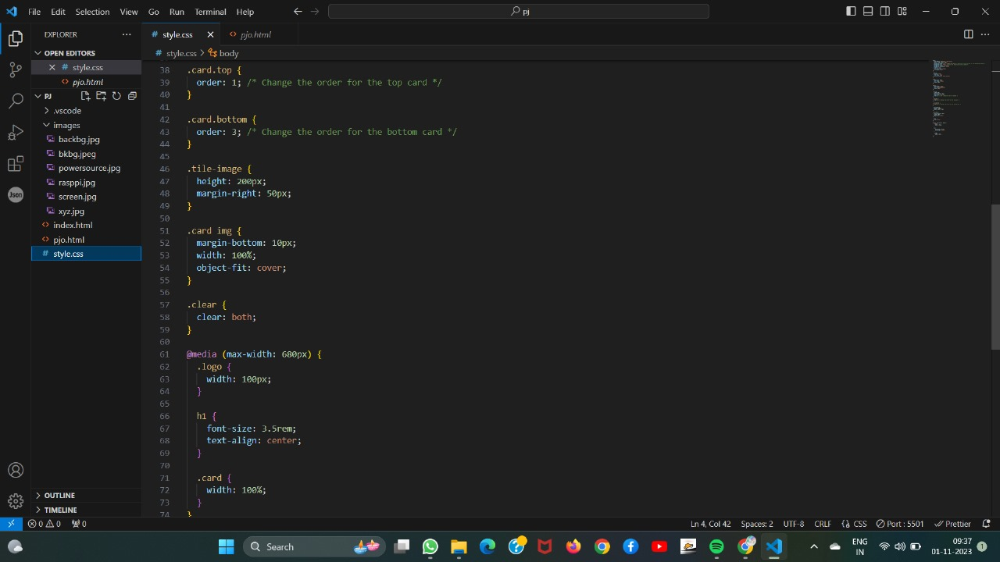 File Edit Selection View Go Run Terminal Help
pj
EXPLORER
OPEN EDITORS
style.css
pjo.html
PJ
.vscode
images
backbg.jpg
bkbg.jpeg
powersource.jpg
rasppi.jpg
screen.jpg
xyz.jpg
index.html
pjo.html
style.css
OUTLINE
TIMELINE
Json
style.css
pjo.html
style.css > body
38 .card.top {
39 order: 1; /* Change the order for the top card */
40 }
41
42 .card.bottom {
43 order: 3; /* Change the order for the bottom card */
44 }
45
46 .tile-image {
47 height: 200px;
48 margin-right: 50px;
49 }
50
51 .card img {
52 margin-bottom: 10px;
53 width: 100%;
54 object-fit: cover;
55 }
56
57 .clear {
58 clear: both;
59 }
60
61 @media (max-width: 680px) {
62 .logo {
63 width: 100px;
64 }
65
66 h1 {
67 font-size: 3.5rem;
68 text-align: center;
69 }
70
71 .card {
72 width: 100%;
73 }
74 }
0 0 0 Ln 4, Col 42 Spaces: 2 UTF-8 CRLF {} CSS Port : 5501 Prettier
Search
ENG
IN
09:37
01-11-2023
1